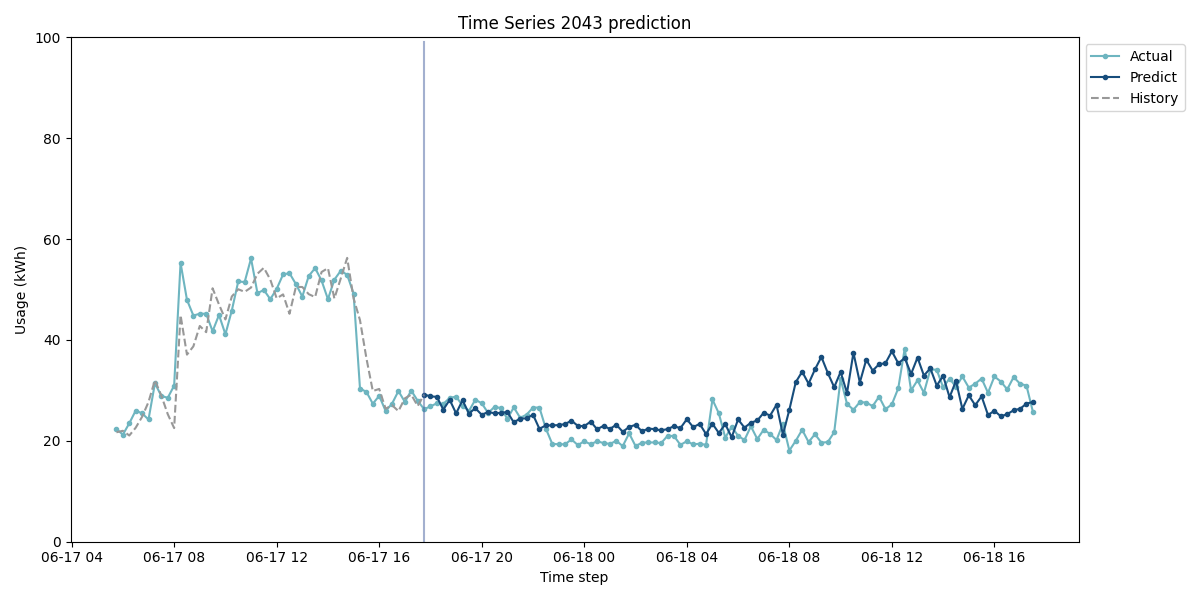 Time Series 2043 prediction
100
80
60
40
20
0
Usage (kWh)
06-17 04
06-17 08
06-17 12
06-17 16
06-17 20
06-18 00
06-18 04
06-18 08
06-18 12
06-18 16
Time step
Actual
Predict
History